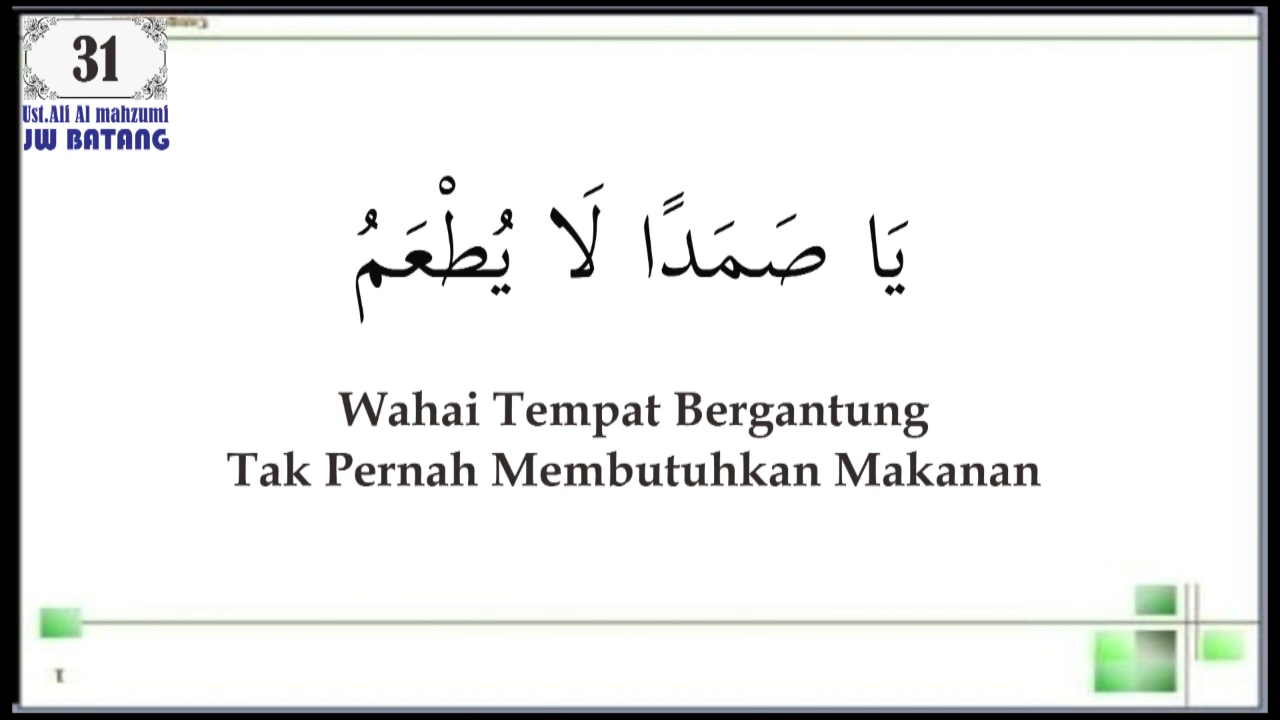 31
Ust.Ali Al mahzumi
JW BATANG
يَا صَمَدًا لَا يُطْعَمُ
Wahai Tempat Bergantung
Tak Pernah Membutuhkan Makanan